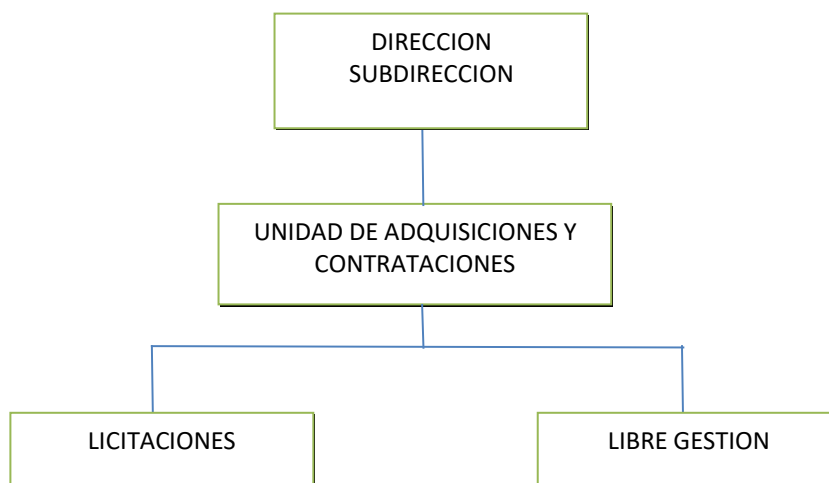 DIRECCION
SUBDIRECCION
UNIDAD DE ADQUISICIONES Y
CONTRATACIONES
LICITACIONES
LIBRE GESTION